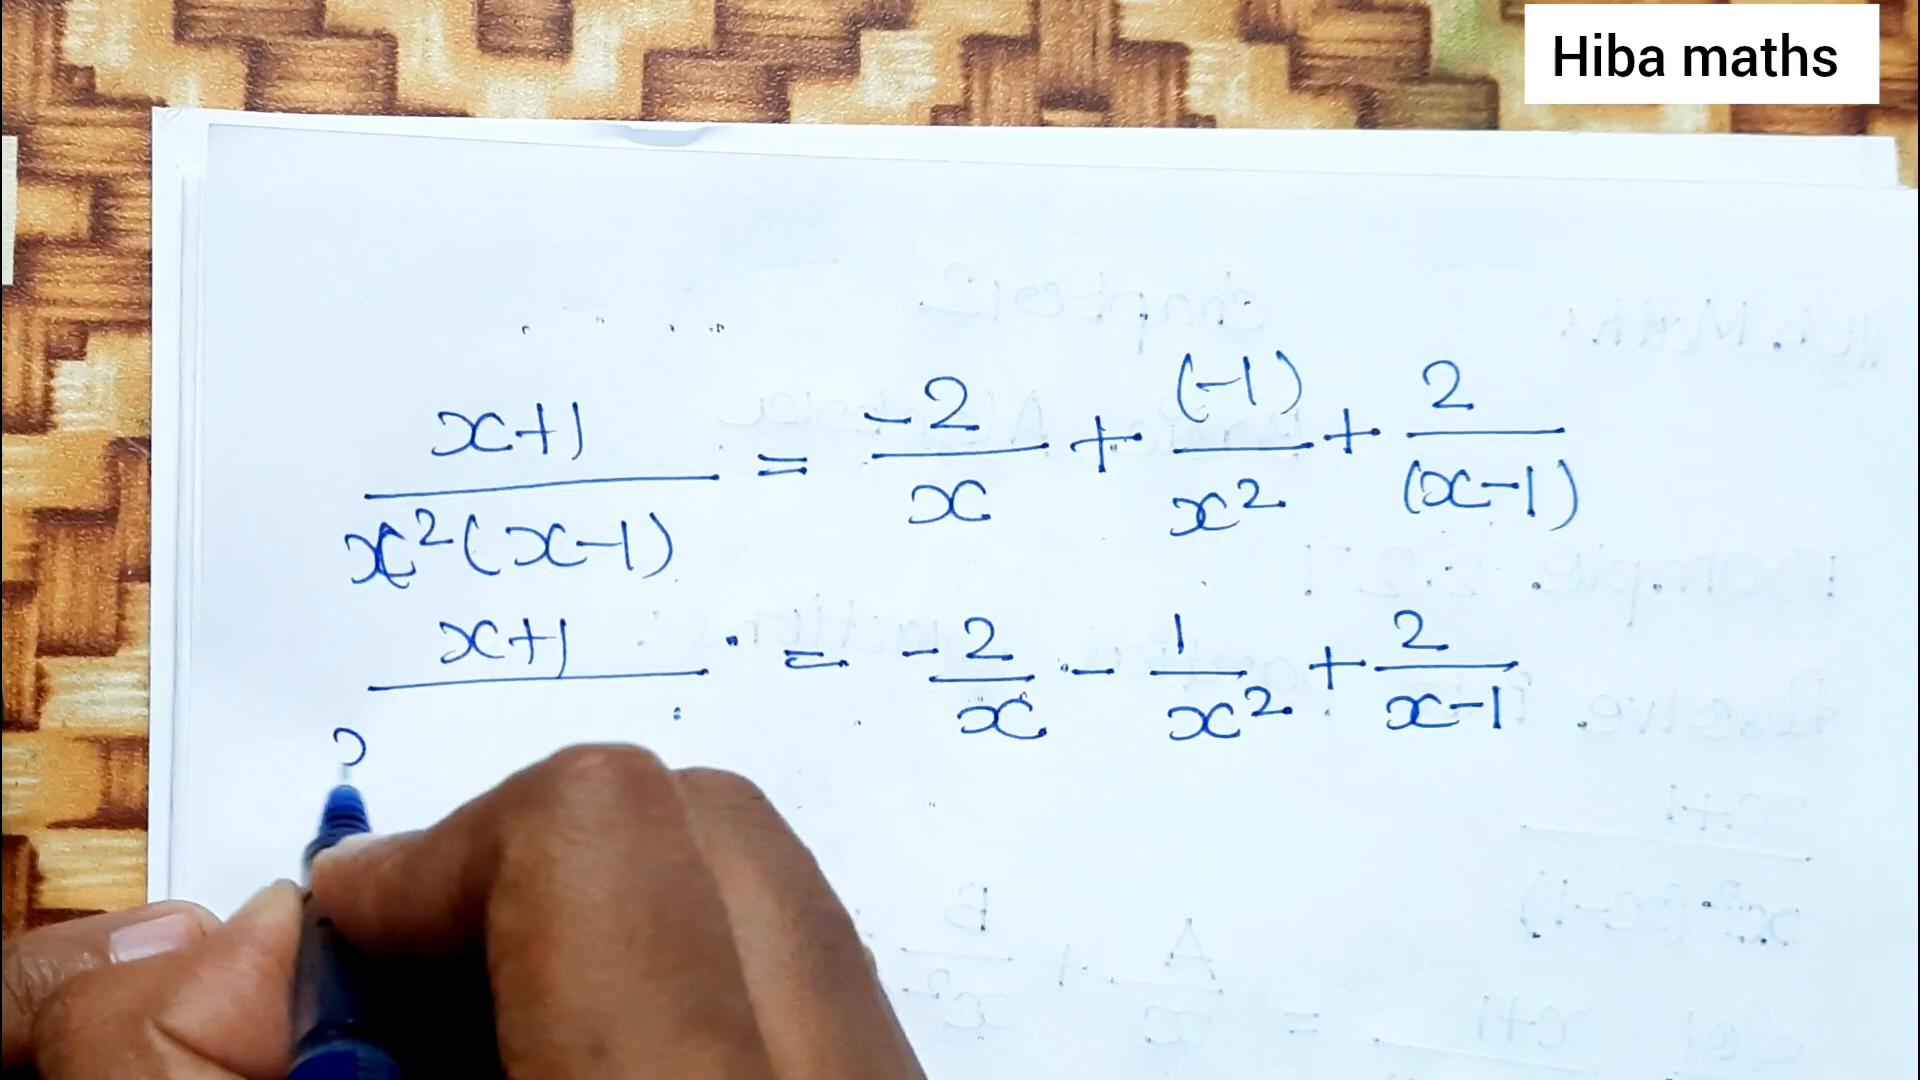 Hiba maths
x+1 / x²(x-1) = -2 / x + (-1) / x² + 2 / (x-1)
x+1 / = -2 / x - 1 / x² + 2 / x-1